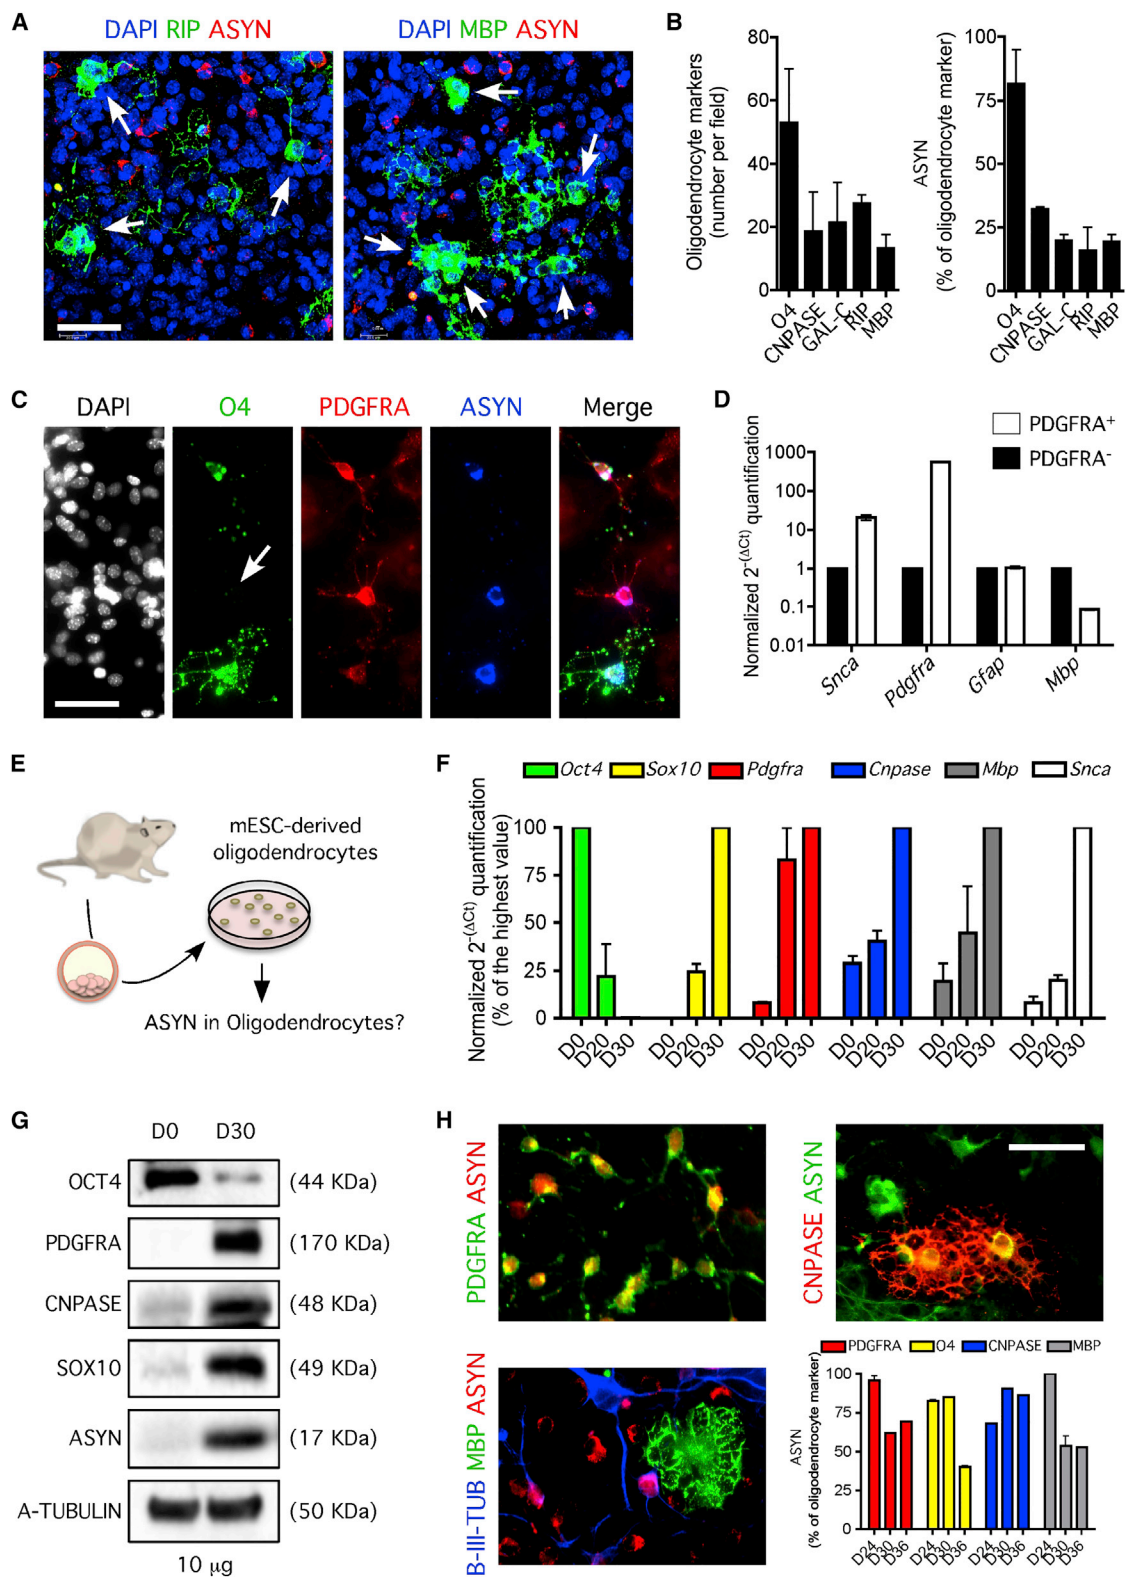 A
DAPI RIP ASYN
DAPI MBP ASYN
B
Oligodendrocyte markers
(number per field)
80
60
40
20
0
O4
CNPASE
GAL-C
RIP
MBP
ASYN
(% of oligodendrocyte marker)
100
75
50
25
0
O4
CNPASE
GAL-C
RIP
MBP
C
DAPI
O4
PDGFRA
ASYN
Merge
D
PDGFRA+
PDGFRA-
Normalized 2-(ΔCt) quantification
1000
100
10
1
0.1
0.01
Snca
Pdgfra
Gfap
Mbp
E
mESC-derived
oligodendrocytes
ASYN in Oligodendrocytes?
F
Oct4 Sox10 Pdgfra Cnpase Mbp Snca
Normalized 2-(ΔCt) quantification
(% of the highest value)
100
75
50
25
0
D0 D20 D30 D0 D20 D30 D0 D20 D30 D0 D20 D30 D0 D20 D30 D0 D20 D30
G
D0 D30
OCT4 (44 KDa)
PDGFRA (170 KDa)
CNPASE (48 KDa)
SOX10 (49 KDa)
ASYN (17 KDa)
A-TUBULIN (50 KDa)
10 µg
H
PDGFRA ASYN
CNPASE ASYN
B-III-TUB MBP ASYN
PDGFRA O4 CNPASE MBP
ASYN
(% of oligodendrocyte marker)
100
75
50
25
0
D24 D30 D36 D24 D30 D36 D24 D30 D36 D24 D30 D36